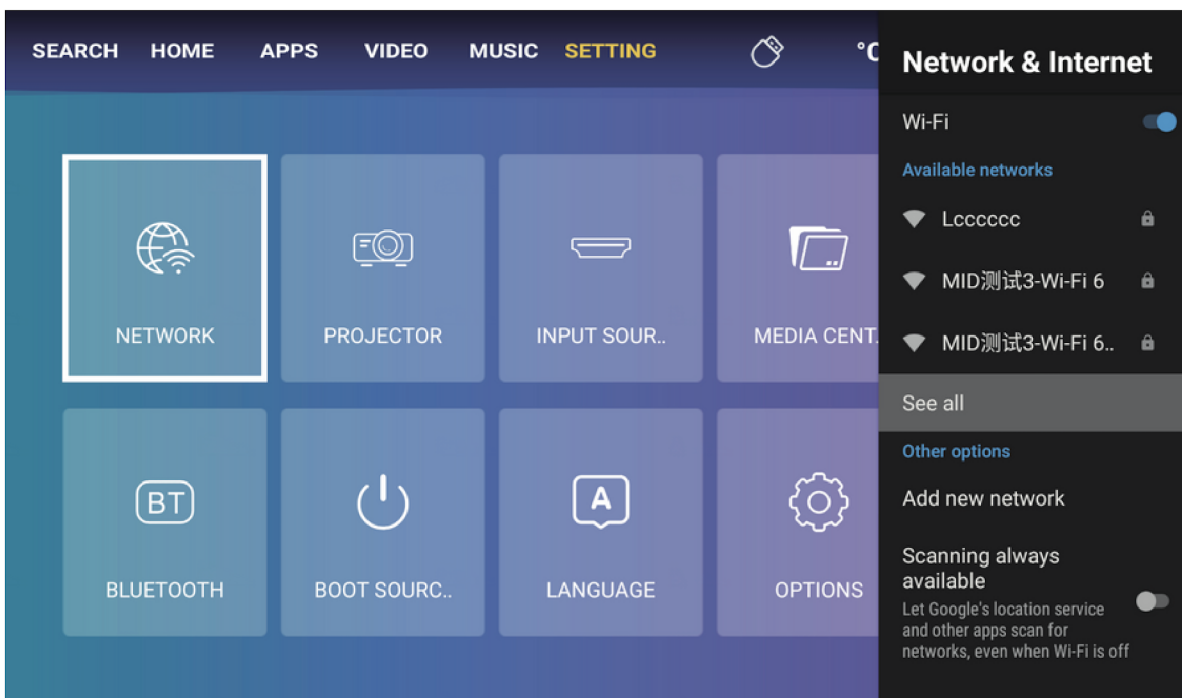 SEARCH HOME APPS VIDEO MUSIC SETTING °C
NETWORK PROJECTOR INPUT SOUR.. MEDIA CENT.
BT A
BLUETOOTH BOOT SOURC.. LANGUAGE OPTIONS
Network & Internet
Wi-Fi
Available networks
Lcccccc
MID测试3-Wi-Fi 6
MID测试3-Wi-Fi 6..
See all
Other options
Add new network
Scanning always
available
Let Google's location service
and other apps scan for
networks, even when Wi-Fi is off